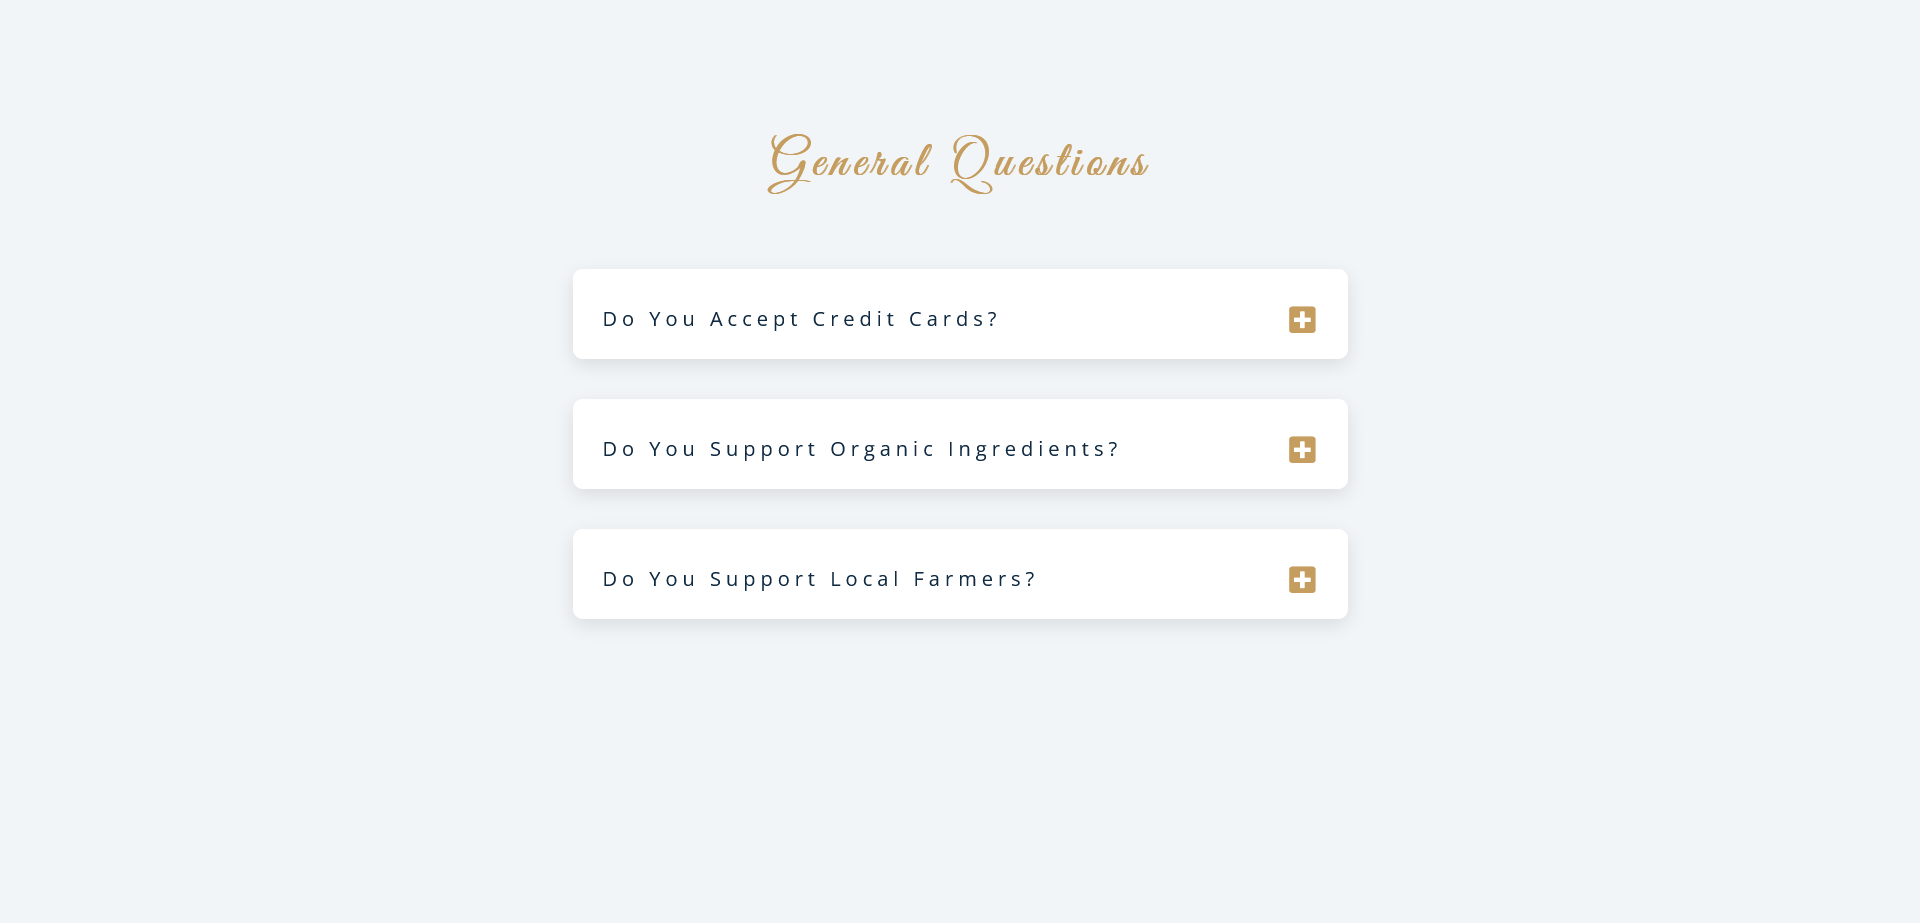 General Questions
Do You Accept Credit Cards?
Do You Support Organic Ingredients?
Do You Support Local Farmers?